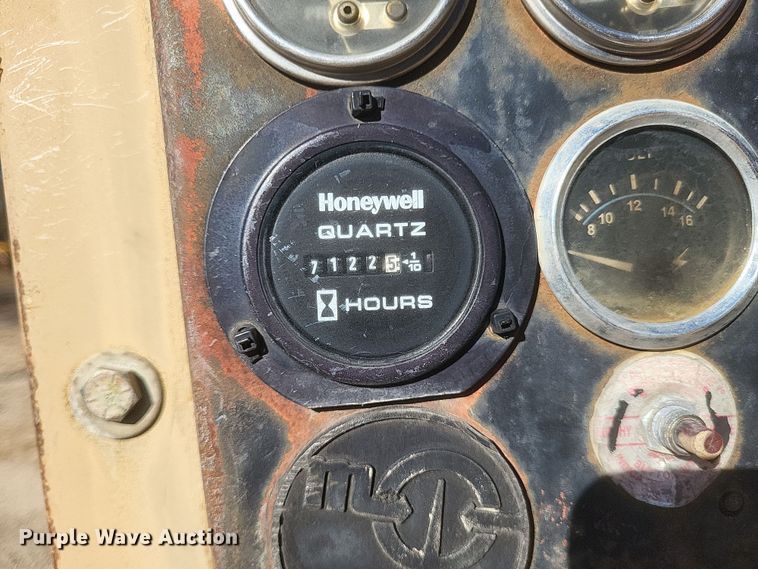 Honeywell
QUARTZ
7 1 2 2 5 1/10
HOURS
VOLT
8 10 12 14 16
Purple Wave Auction